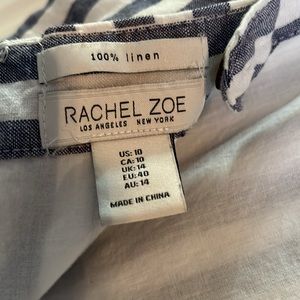 100% linen
RACHEL ZOE
LOS ANGELES NEW YORK
US: 10
CA: 10
UK: 14
EU: 40
AU: 14
MADE IN CHINA